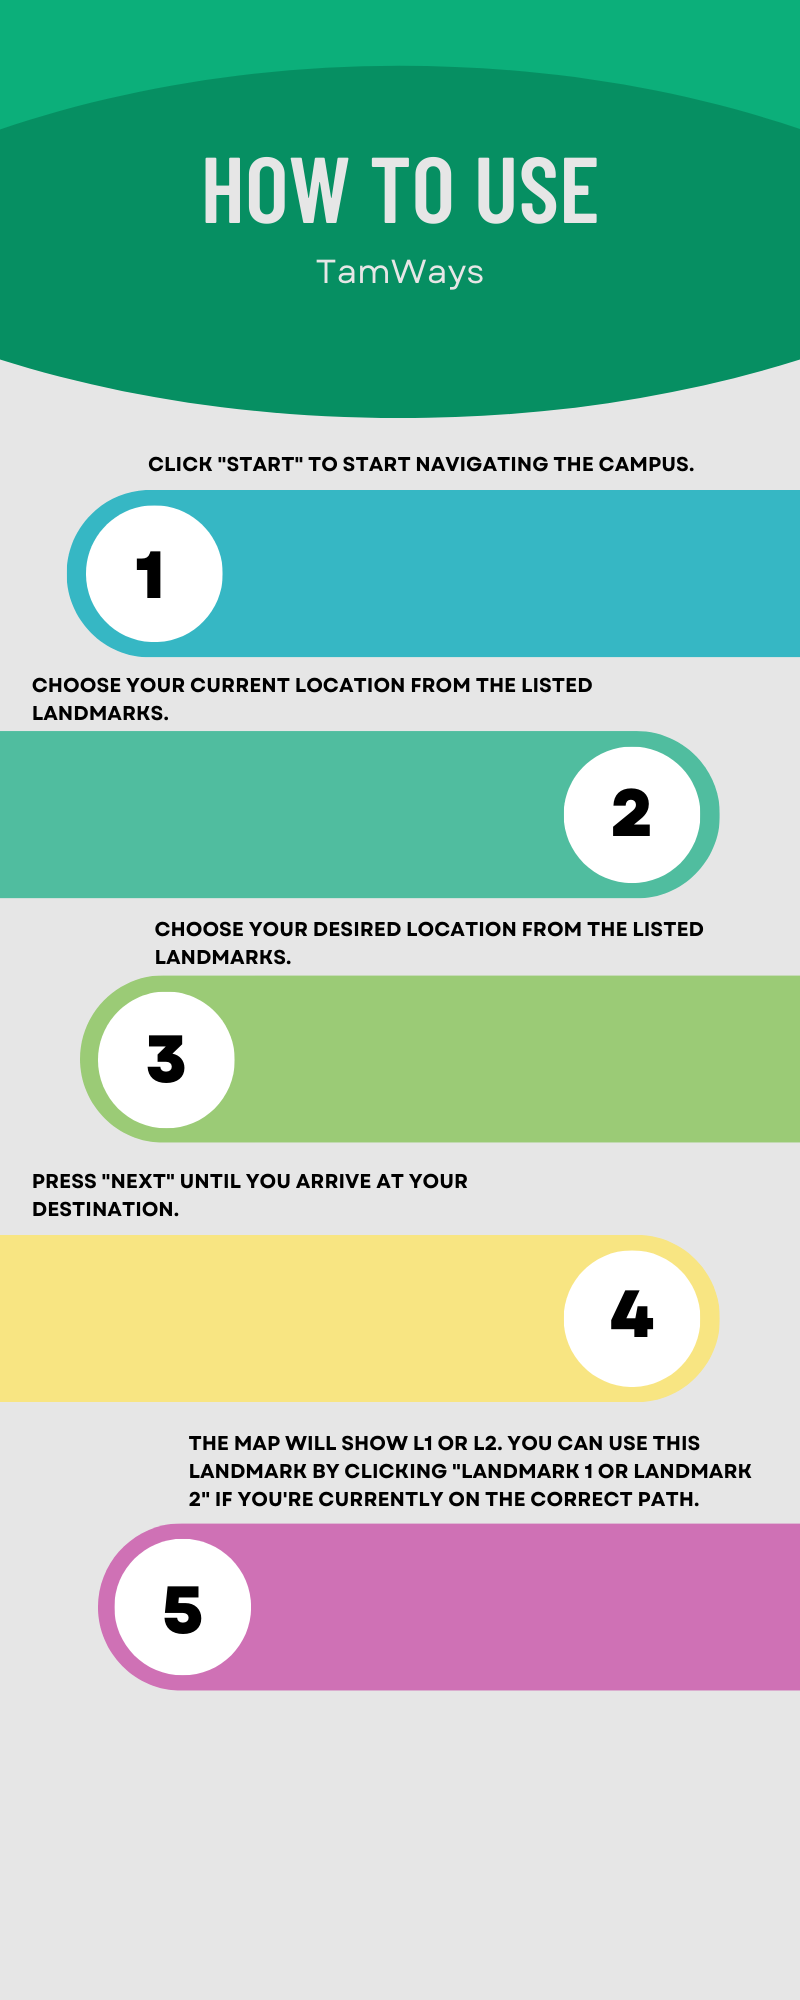 HOW TO USE
TamWays
CLICK "START" TO START NAVIGATING THE CAMPUS.
1
CHOOSE YOUR CURRENT LOCATION FROM THE LISTED
LANDMARKS.
2
CHOOSE YOUR DESIRED LOCATION FROM THE LISTED
LANDMARKS.
3
PRESS "NEXT" UNTIL YOU ARRIVE AT YOUR
DESTINATION.
4
THE MAP WILL SHOW L1 OR L2. YOU CAN USE THIS
LANDMARK BY CLICKING "LANDMARK 1 OR LANDMARK
2" IF YOU'RE CURRENTLY ON THE CORRECT PATH.
5